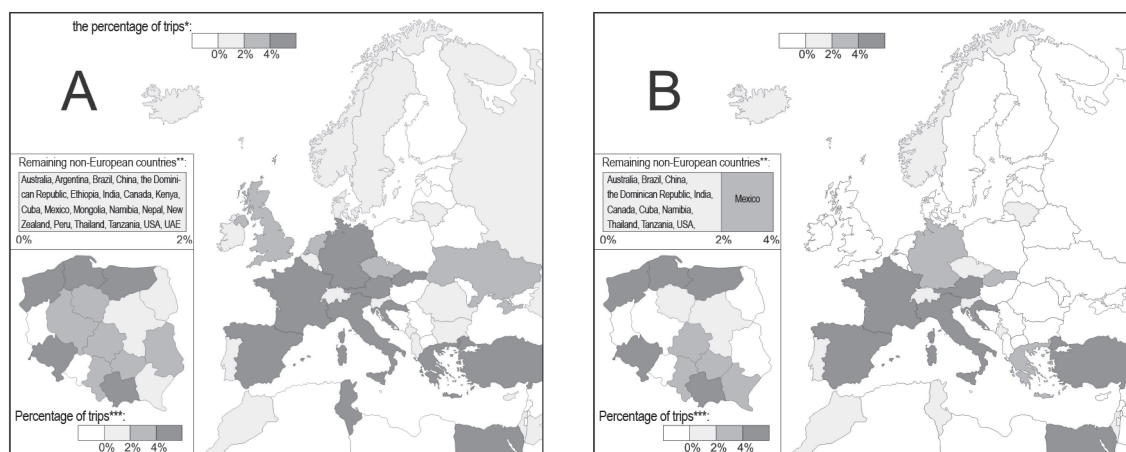 the percentage of trips*:
0% 2% 4%
A
Remaining non-European countries**:
Australia, Argentina, Brazil, China, the Domini-
can Republic, Ethiopia, India, Canada, Kenya,
Cuba, Mexico, Mongolia, Namibia, Nepal, New
Zealand, Peru, Thailand, Tanzania, USA, UAE
0% 2%
Percentage of trips***:
0% 2% 4%
0% 2% 4%
B
Remaining non-European countries**:
Australia, Brazil, China,
the Dominican Republic, India,
Canada, Cuba, Namibia,
Thailand, Tanzania, USA,
Mexico
0% 2% 4%
Percentage of trips***:
0% 2% 4%